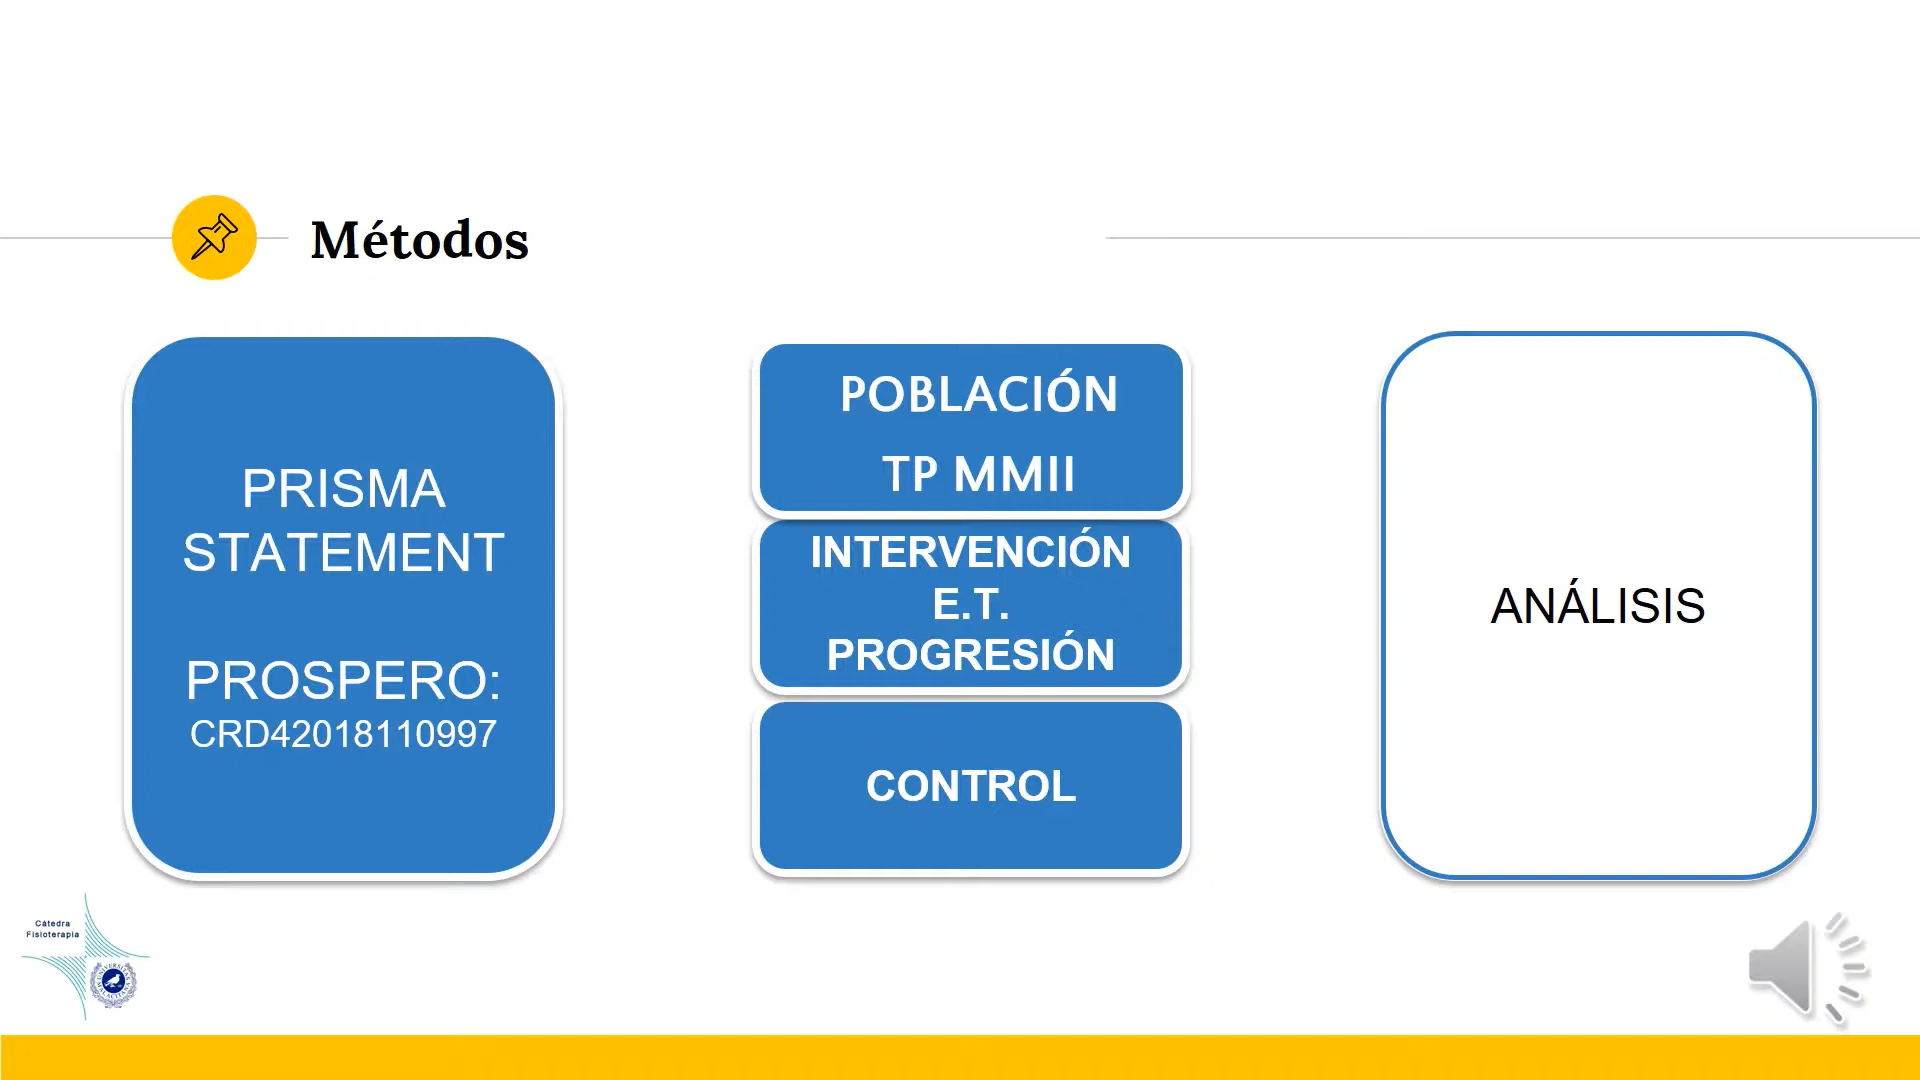 Métodos
PRISMA
STATEMENT
PROSPERO:
CRD42018110997
POBLACIÓN
TP MMII
INTERVENCIÓN
E.T.
PROGRESIÓN
CONTROL
ANÁLISIS
Cátedra
Fisioterapia